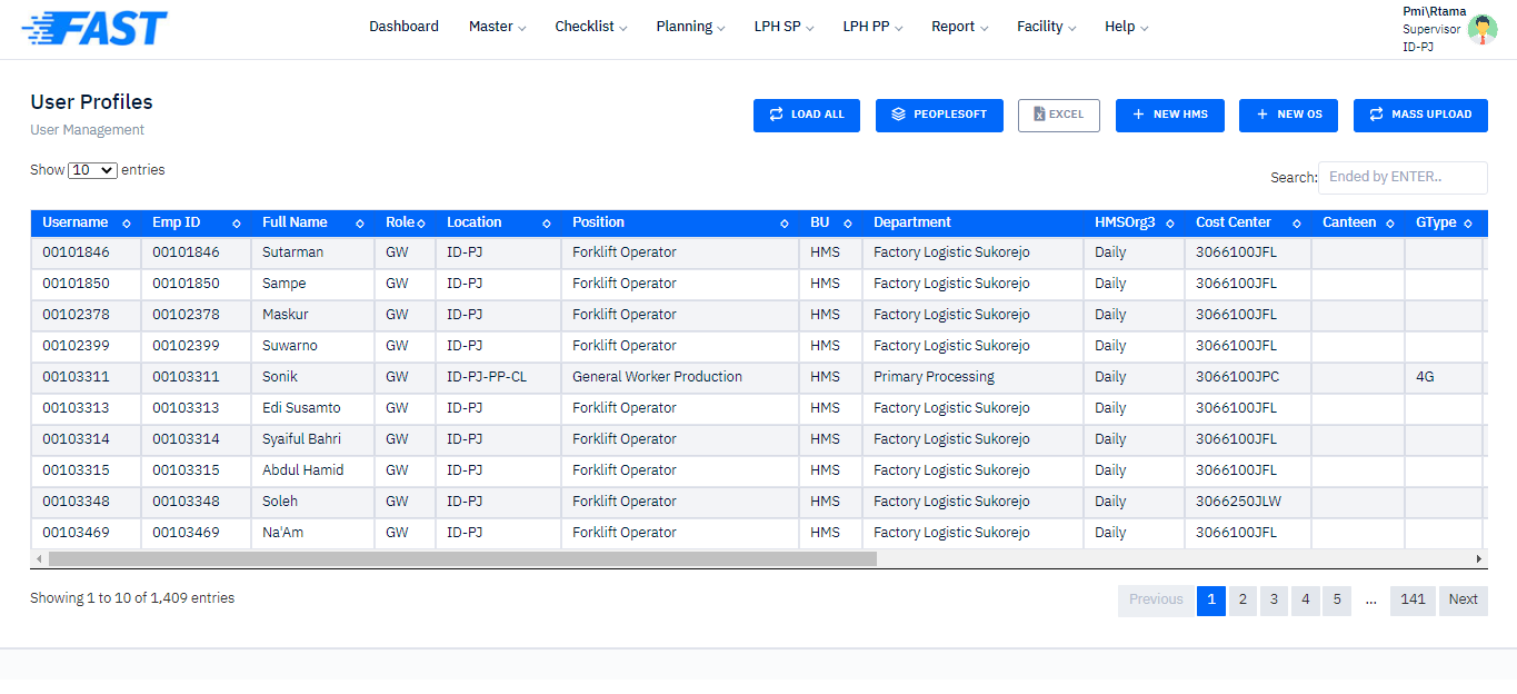 FAST
Dashboard Master Checklist Planning LPH SP LPH PP Report Facility Help
Pmi\Rtama
Supervisor
ID-PJ
User Profiles
User Management
LOAD ALL PEOPLESOFT EXCEL + NEW HMS + NEW OS MASS UPLOAD
Show 10 entries
Search: Ended by ENTER..
Username Emp ID Full Name Role Location Position BU Department HMSOrg3 Cost Center Canteen GType
00101846 00101846 Sutarman GW ID-PJ Forklift Operator HMS Factory Logistic Sukorejo Daily 3066100JFL
00101850 00101850 Sampe GW ID-PJ Forklift Operator HMS Factory Logistic Sukorejo Daily 3066100JFL
00102378 00102378 Maskur GW ID-PJ Forklift Operator HMS Factory Logistic Sukorejo Daily 3066100JFL
00102399 00102399 Suwarno GW ID-PJ Forklift Operator HMS Factory Logistic Sukorejo Daily 3066100JFL
00103311 00103311 Sonik GW ID-PJ-PP-CL General Worker Production HMS Primary Processing Daily 3066100JPC 4G
00103313 00103313 Edi Susamto GW ID-PJ Forklift Operator HMS Factory Logistic Sukorejo Daily 3066100JFL
00103314 00103314 Syaiful Bahri GW ID-PJ Forklift Operator HMS Factory Logistic Sukorejo Daily 3066100JFL
00103315 00103315 Abdul Hamid GW ID-PJ Forklift Operator HMS Factory Logistic Sukorejo Daily 3066100JFL
00103348 00103348 Soleh GW ID-PJ Forklift Operator HMS Factory Logistic Sukorejo Daily 3066250JLW
00103469 00103469 Na'Am GW ID-PJ Forklift Operator HMS Factory Logistic Sukorejo Daily 3066100JFL
Showing 1 to 10 of 1,409 entries
Previous 1 2 3 4 5 ... 141 Next